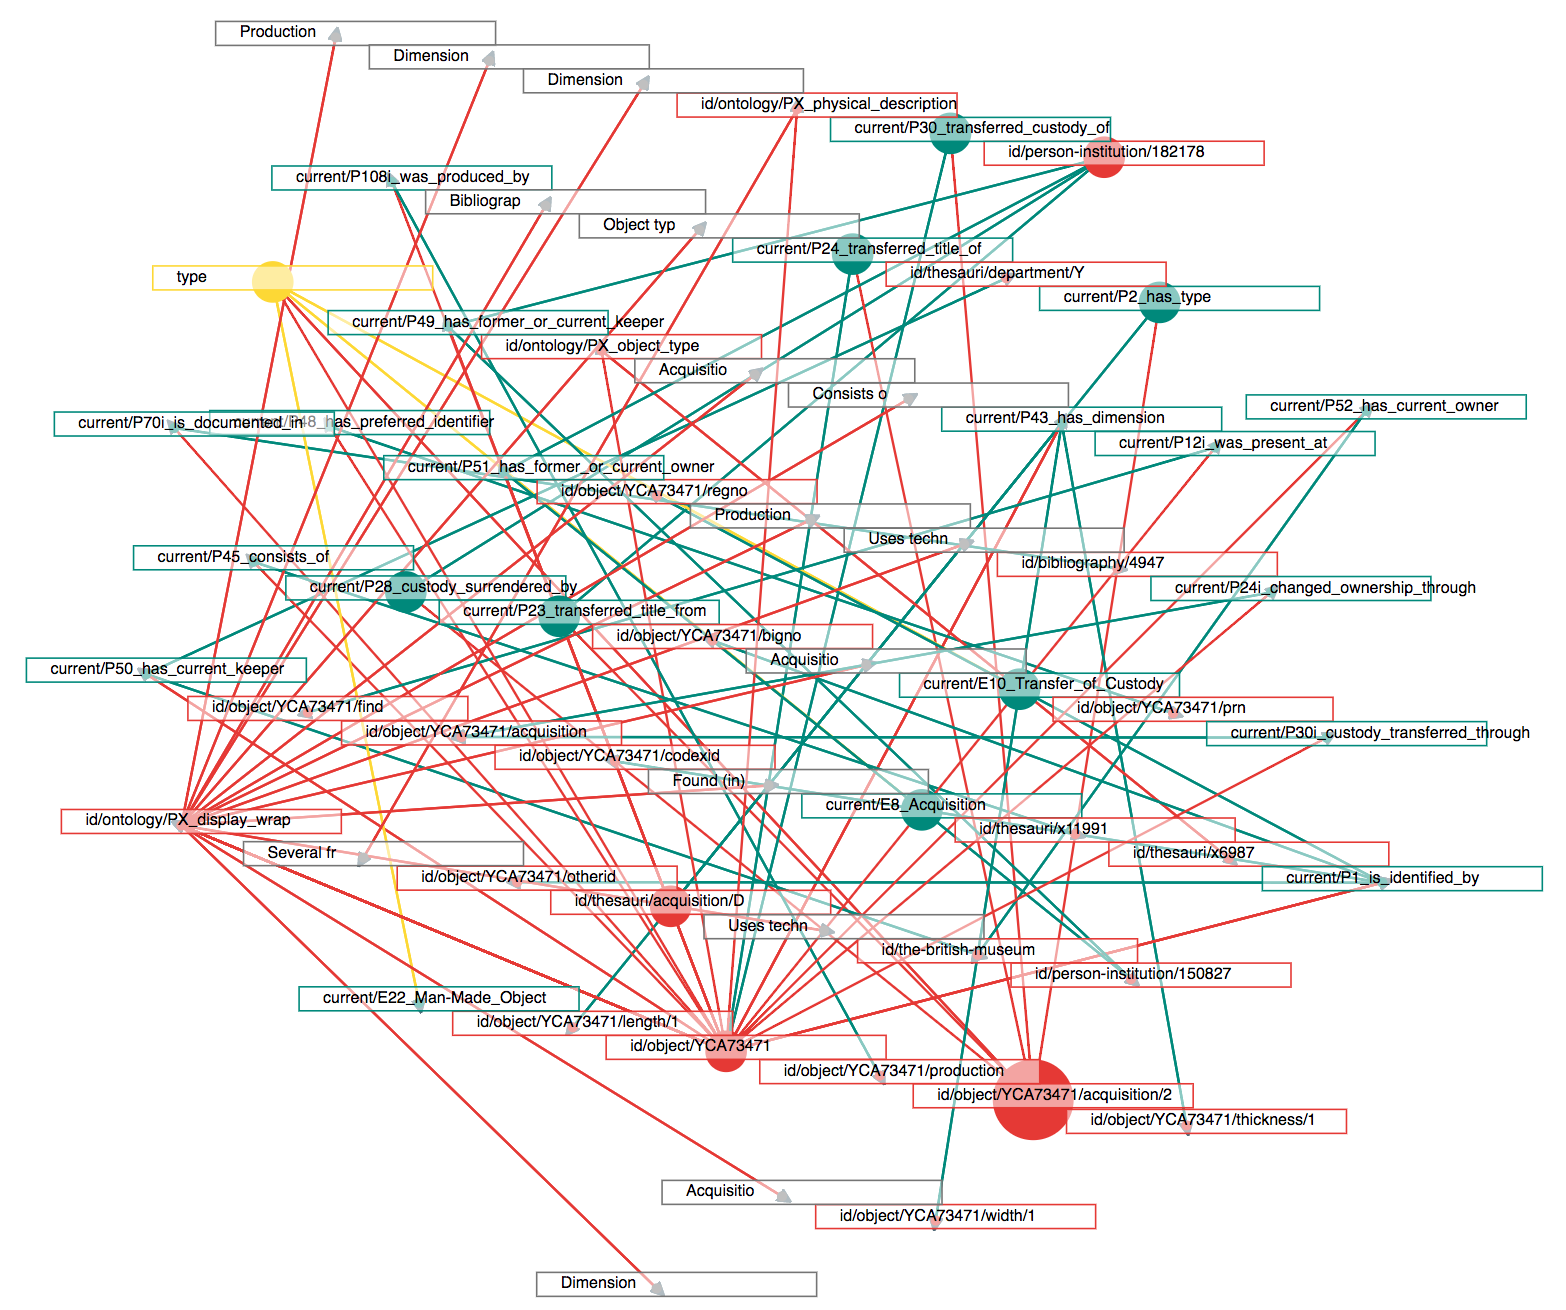 Production
Dimension
Dimension
id/ontology/PX_physical_description
current/P30_transferred_custody_of
id/person-institution/182178
current/P108i_was_produced_by
Bibliograp
Object typ
current/P24_transferred_title_of
id/thesauri/department/Y
type
current/P2_has_type
current/P49_has_former_or_current_keeper
id/ontology/PX_object_type
Acquisitio
Consists o
current/P52_has_current_owner
current/P43_has_dimension
current/P70i_is_documented_in
current/P48_has_preferred_identifier
current/P12i_was_present_at
current/P51_has_former_or_current_owner
id/object/YCA73471/regno
Production
Uses techn
current/P45_consists_of
id/bibliography/4947
current/P28_custody_surrendered_by
current/P24i_changed_ownership_through
current/P23_transferred_title_from
id/object/YCA73471/bigno
Acquisitio
current/P50_has_current_keeper
current/E10_Transfer_of_Custody
id/object/YCA73471/find
id/object/YCA73471/prn
id/object/YCA73471/acquisition
current/P30i_custody_transferred_through
id/object/YCA73471/codexid
Found (in)
current/E8_Acquisition
id/ontology/PX_display_wrap
id/thesauri/x11991
Several fr
id/thesauri/x6987
id/object/YCA73471/otherid
current/P1_is_identified_by
id/thesauri/acquisition/D
Uses techn
id/the-british-museum
id/person-institution/150827
current/E22_Man-Made_Object
id/object/YCA73471/length/1
id/object/YCA73471
id/object/YCA73471/production
id/object/YCA73471/acquisition/2
id/object/YCA73471/thickness/1
Acquisitio
id/object/YCA73471/width/1
Dimension